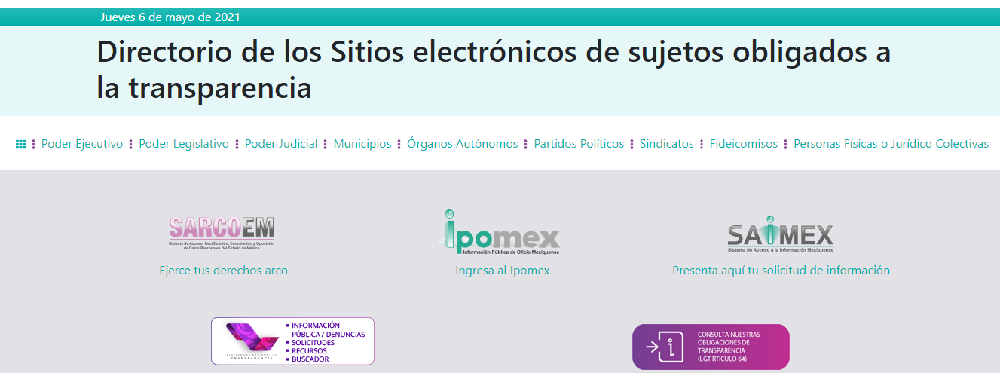 Jueves 6 de mayo de 2021
Directorio de los Sitios electrónicos de sujetos obligados a
la transparencia
Poder Ejecutivo Poder Legislativo Poder Judicial Municipios Órganos Autónomos Partidos Políticos Sindicatos Fideicomisos Personas Físicas o Jurídico Colectivas
SARCOEM
Sistema de Acceso, Rectificación, Cancelación y Oposición
de Datos Personales del Estado de México
Ejerce tus derechos arco
Ipomex
Información Pública de Oficio Mexiquense
Ingresa al Ipomex
SAIMEX
Sistema de Acceso a la Información Mexiquense
Presenta aquí tu solicitud de información
PLATAFORMA NACIONAL DE
TRANSPARENCIA
INFORMACIÓN
PÚBLICA / DENUNCIAS
SOLICITUDES
RECURSOS
BUSCADOR
CONSULTA NUESTRAS
OBLIGACIONES DE
TRANSPARENCIA
(LGT RTÍCULO 64)